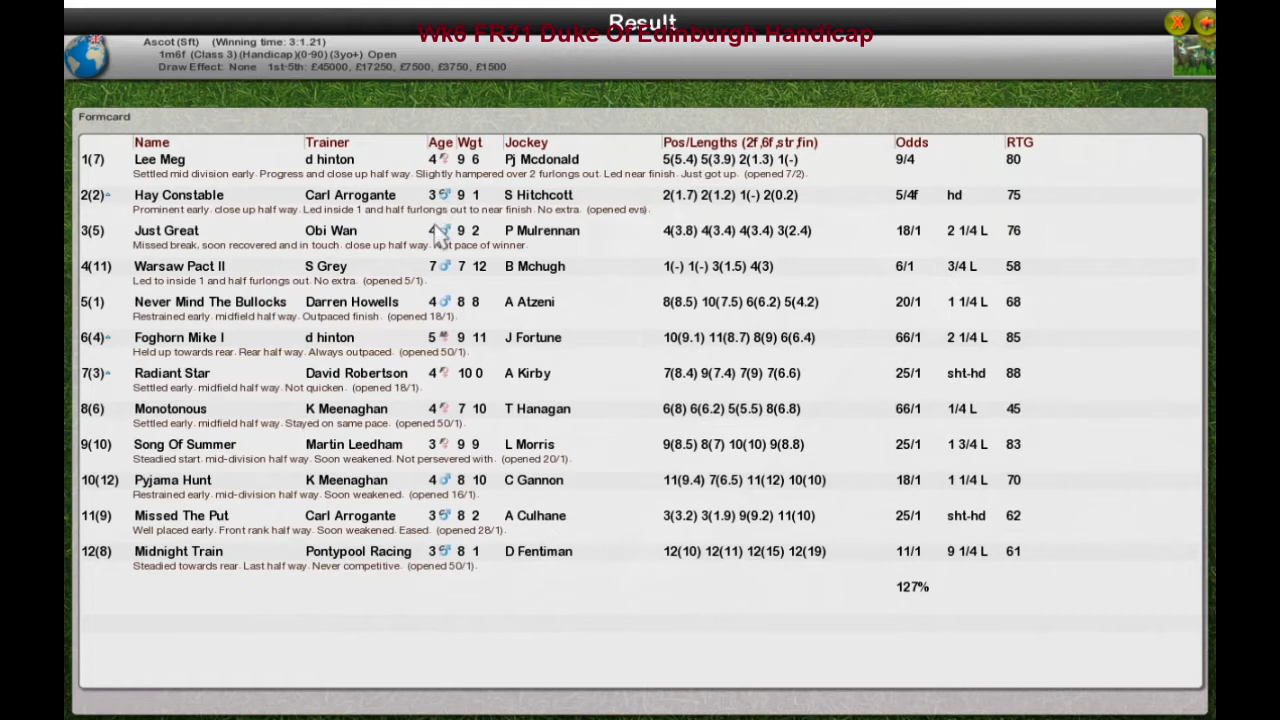 Result
Wk6 FR31 Duke Of Edinburgh Handicap
Ascot (Sft) (Winning time: 3:1.21)
1m6f (Class 3) (Handicap)(0-90) (3yo+) Open
Draw Effect: None 1st-5th: £45000, £17250, £7500, £3750, £1500
Formcard
Name Trainer Age Wgt Jockey Pos/Lengths (2f,6f,str,fin) Odds RTG
1(7) Lee Meg d hinton 4 9 6 Pj Mcdonald 5(5.4) 5(3.9) 2(1.3) 1(-) 9/4 80
Settled mid division early. Progress and close up half way. Slightly hampered over 2 furlongs out. Led near finish. Just got up. (opened 7/2).
2(2) Hay Constable Carl Arrogante 3 9 1 S Hitchcott 2(1.7) 2(1.2) 1(-) 2(0.2) 5/4f hd 75
Prominent early. close up half way. Led inside 1 and half furlongs out to near finish. No extra. (opened evs).
3(5) Just Great Obi Wan 4 9 2 P Mulrennan 4(3.8) 4(3.4) 4(3.4) 3(2.4) 18/1 2 1/4 L 76
Missed break, soon recovered and in touch. close up half way. pace of winner.
4(11) Warsaw Pact II S Grey 7 7 12 B Mchugh 1(-) 1(-) 3(1.5) 4(3) 6/1 3/4 L 58
Led to inside 1 and half furlongs out. No extra. (opened 5/1).
5(1) Never Mind The Bullocks Darren Howells 4 8 8 A Atzeni 8(8.5) 10(7.5) 6(6.2) 5(4.2) 20/1 1 1/4 L 68
Restrained early. midfield half way. Outpaced finish. (opened 18/1).
6(4) Foghorn Mike I d hinton 5 9 11 J Fortune 10(9.1) 11(8.7) 8(9) 6(6.4) 66/1 2 1/4 L 85
Held up towards rear. Rear half way. Always outpaced. (opened 50/1).
7(3) Radiant Star David Robertson 4 10 0 A Kirby 7(8.4) 9(7.4) 7(9) 7(6.6) 25/1 sht-hd 88
Settled early. midfield half way. Not quicken. (opened 18/1).
8(6) Monotonous K Meenaghan 4 7 10 T Hanagan 6(8) 6(6.2) 5(5.5) 8(6.8) 66/1 1/4 L 45
Settled early. midfield half way. Stayed on same pace. (opened 50/1).
9(10) Song Of Summer Martin Leedham 3 9 9 L Morris 9(8.5) 8(7) 10(10) 9(8.8) 25/1 1 3/4 L 83
Steadied start. mid-division half way. Soon weakened. Not persevered with. (opened 20/1).
10(12) Pyjama Hunt K Meenaghan 4 8 10 C Gannon 11(9.4) 7(6.5) 11(12) 10(10) 18/1 1 1/4 L 70
Restrained early. mid-division half way. Soon weakened. (opened 16/1).
11(9) Missed The Put Carl Arrogante 3 8 2 A Culhane 3(3.2) 3(1.9) 9(9.2) 11(10) 25/1 sht-hd 62
Well placed early. Front rank half way. Soon weakened. Eased. (opened 28/1).
12(8) Midnight Train Pontypool Racing 3 8 1 D Fentiman 12(10) 12(11) 12(15) 12(19) 11/1 9 1/4 L 61
Steadied towards rear. Last half way. Never competitive. (opened 50/1).
127%